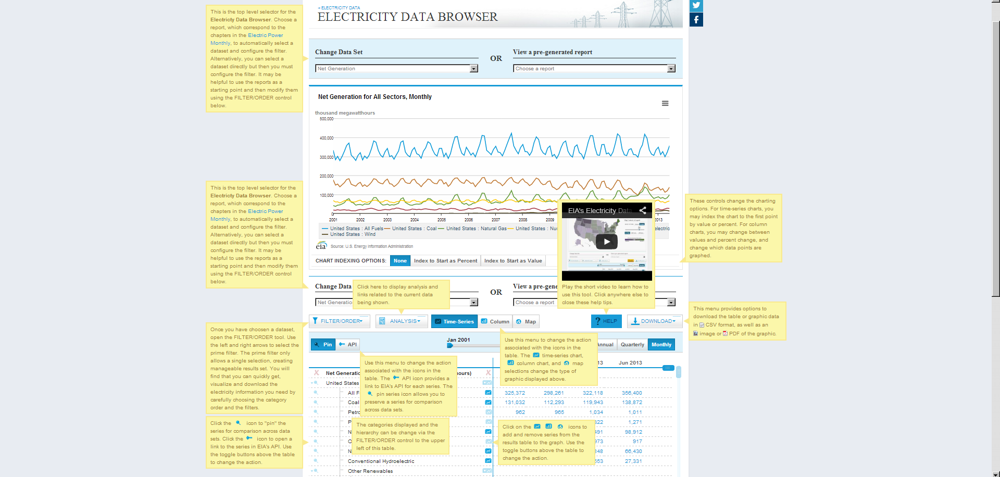 This is the top level selector for the
Electricty Data Browser. Choose a
report, which correspond to the
chapters in the Electric Power
Monthly, to automatically select a
dataset and configure the filter.
Alternatively, you can select a
dataset directly but then you must
configure the filter. It may be
helpful to use the reports as a
starting point and then modify them
using the FILTER/ORDER control
below.
< ELECTRICITY DATA
ELECTRICITY DATA BROWSER
Change Data Set
OR
View a pre-generated report
Net Generation
Choose a report
Net Generation for All Sectors, Monthly
thousand megawatthours
500,000
400,000
300,000
200,000
100,000
0
2001 2002 2003 2004 2005 2006 2007 2008 2009 2013
United States : All Fuels United States : Coal United States : Natural Gas United States : Nuc electric
United States : Wind
eia Source: U.S. Energy Information Administration
CHART INDEXING OPTIONS: None Index to Start as Percent Index to Start as Value
This is the top level selector for the
Electricty Data Browser. Choose a
report, which correspond to the
chapters in the Electric Power
Monthly, to automatically select a
dataset and configure the filter.
Alternatively, you can select a
dataset directly but then you must
configure the filter. It may be
helpful to use the reports as a
starting point and then modify them
using the FILTER/ORDER control
below.
EIA's Electricity Data
Play the short video to learn how to
use this tool. Click anywhere else to
close these help tips.
These controls change the charting
options. For time-series charts, you
may index the chart to the first point
by value or percent. For column
charts, you may change between
values and percent change, and
change which data points are
graphed.
Change Data
OR
View a pre-gene
Net Generatio
Choose a report
Click here to display analysis and
links related to the current data
being shown.
FILTER/ORDER ANALYSIS Time-Series Column Map ? HELP DOWNLOAD
This menu provides options to
download the table or graphic data
in CSV format, as well as an
image or PDF of the graphic.
Once you have choosen a dataset,
open the FILTER/ORDER tool. Use
the left and right arrows to select the
prime filter. The prime filter only
allows a single selection, creating
manageable results set. You will
find that you can quickly get,
visualize and download the
electricity information you need by
carefully choosing the category
order and the filters.
Pin API
Jan 2001
Annual Quarterly Monthly
Use this menu to change the action
associated with the icons in the
table. The API icon provides a
link to EIA's API for each series. The
pin series icon allows you to
preserve a series for comparison
across data sets.
Use this menu to change the action
associated with the icons in the
table. The time-series chart,
column chart, and map
selections change the type of
graphic displayed above.
13 Jun 2013
Net Generatio ours)
United States
All F 325,372 298,261 322,118 356,400
Coal 131,032 112,293 119,943 138,872
Petro 962 965 1,034 1,011
P 322 1,271
N 491 98,912
O 973 917
N 348 66,430
Conventional Hydroelectric 553 27,331
Other Renewables
Click the icon to "pin" the
series for comparison across data
sets. Click the icon to open a
link to the series in EIA's API. Use
the toggle buttons above the table
to change the action.
The categories displayed and the
hierarchy can be change via the
FILTER/ORDER control to the upper
left of this table.
Click on the icons to
add and remove series from the
results table to the graph. Use the
toggle buttons above the table to
change the action.